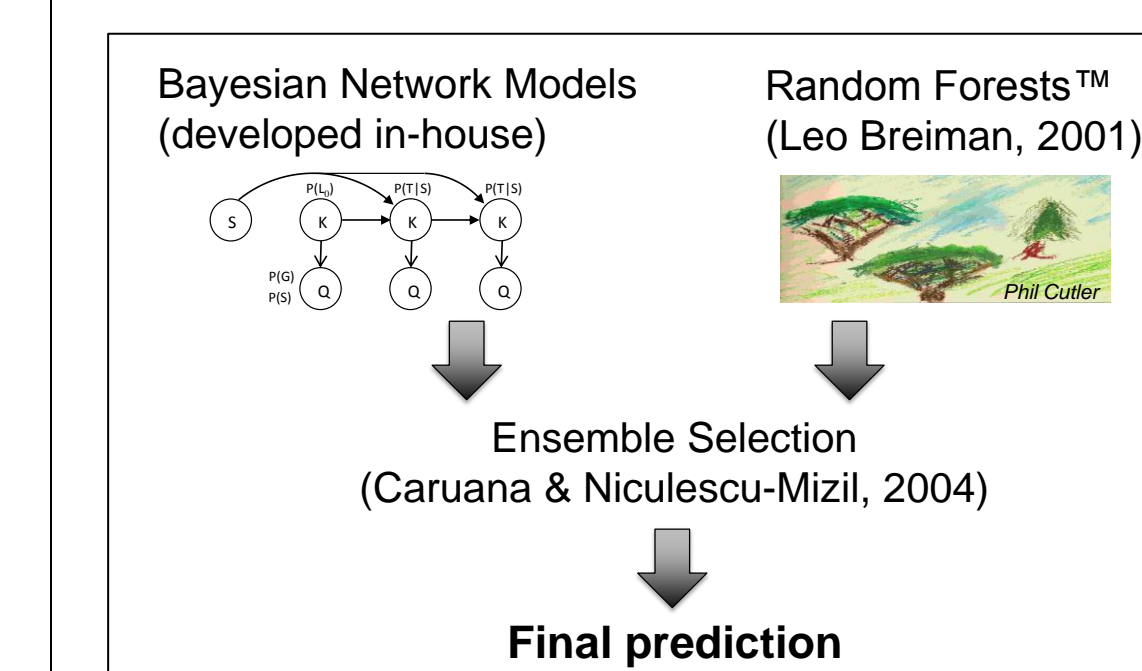 Bayesian Network Models
(developed in-house)
Random Forests™
(Leo Breiman, 2001)
P(L₀) P(T|S) P(T|S)
S K K K
P(G)
P(S) Q Q Q
Phil Cutler
Ensemble Selection
(Caruana & Niculescu-Mizil, 2004)
Final prediction